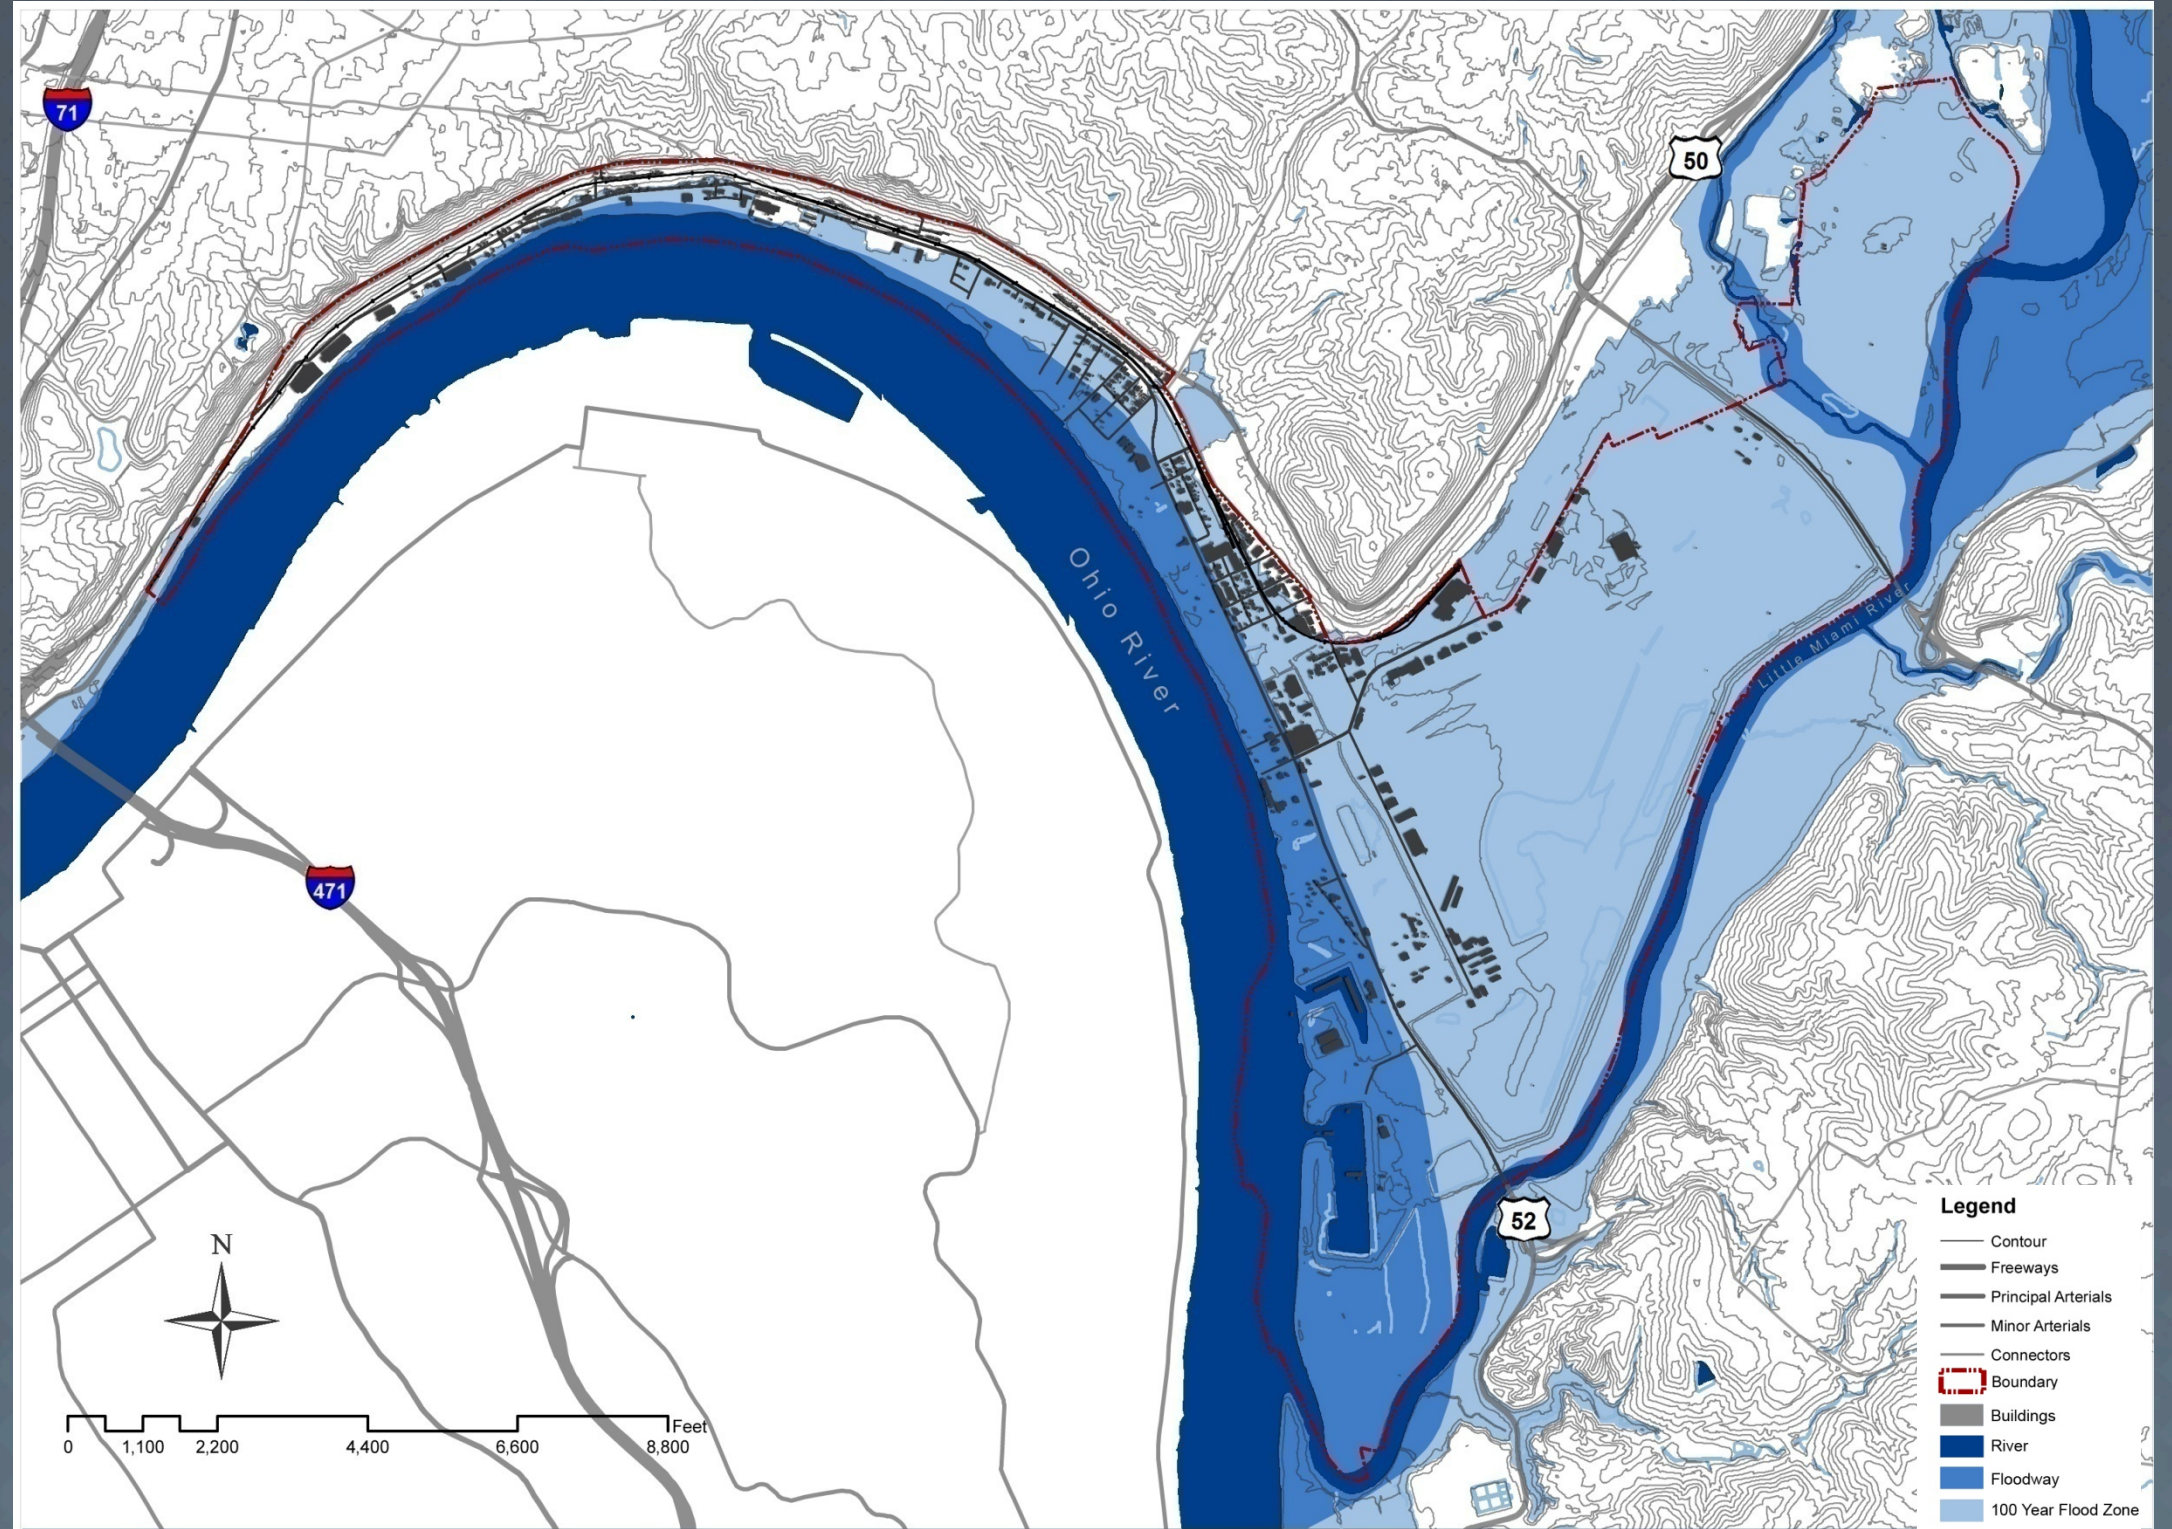 71
50
Ohio River
Little Miami River
471
52
N
Feet
0
1,100
2,200
4,400
6,600
8,800
Legend
Contour
Freeways
Principal Arterials
Minor Arterials
Connectors
Boundary
Buildings
River
Floodway
100 Year Flood Zone